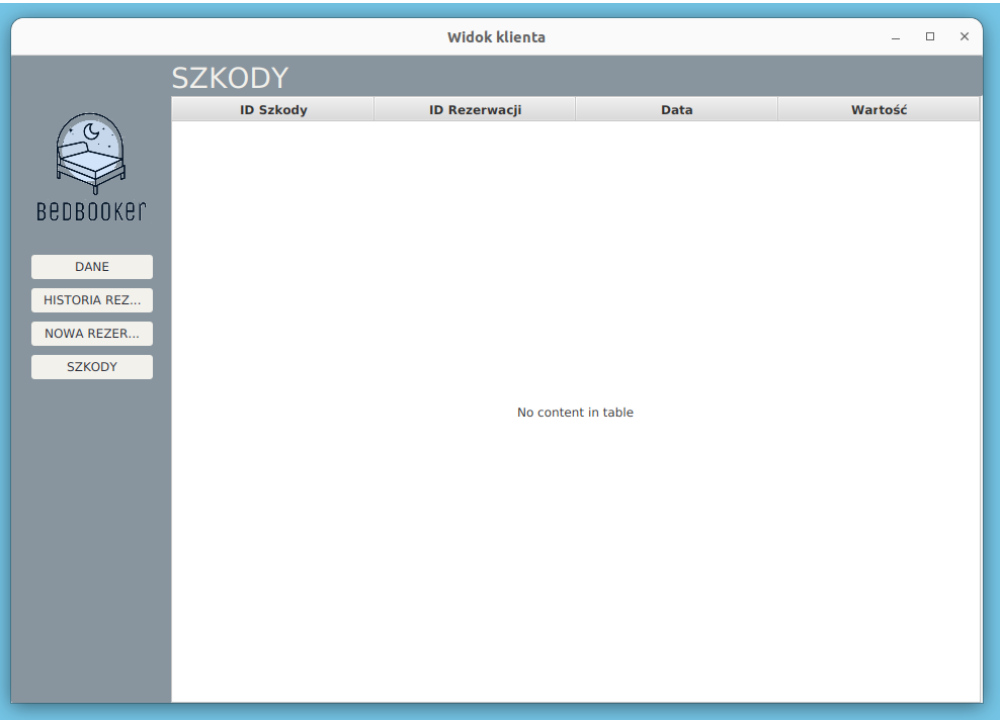 Widok klienta
SZKODY
ID Szkody ID Rezerwacji Data Wartość
BEDBOOKER
DANE
HISTORIA REZ...
NOWA REZER...
SZKODY
No content in table